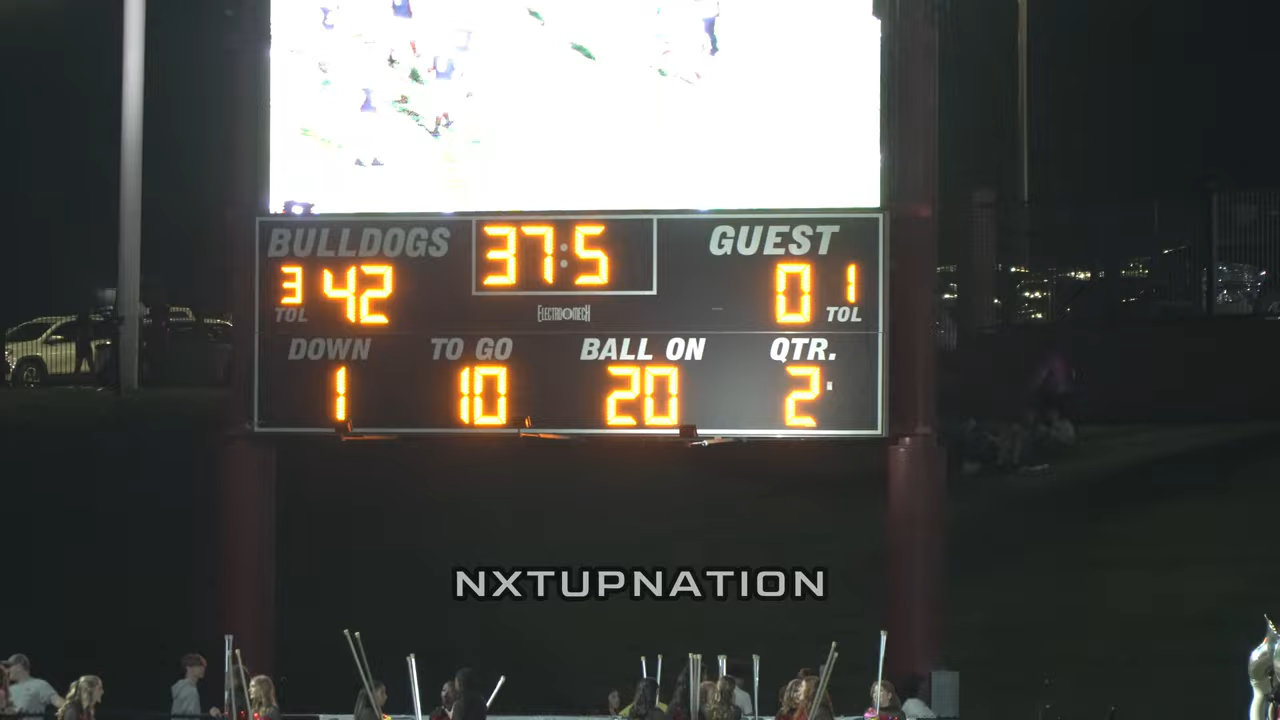 BULLDOGS 37:5 GUEST
3 42 0 1
TOL ELECTRO-MECH TOL
DOWN TO GO BALL ON QTR.
1 10 20 2
NXTUPNATION